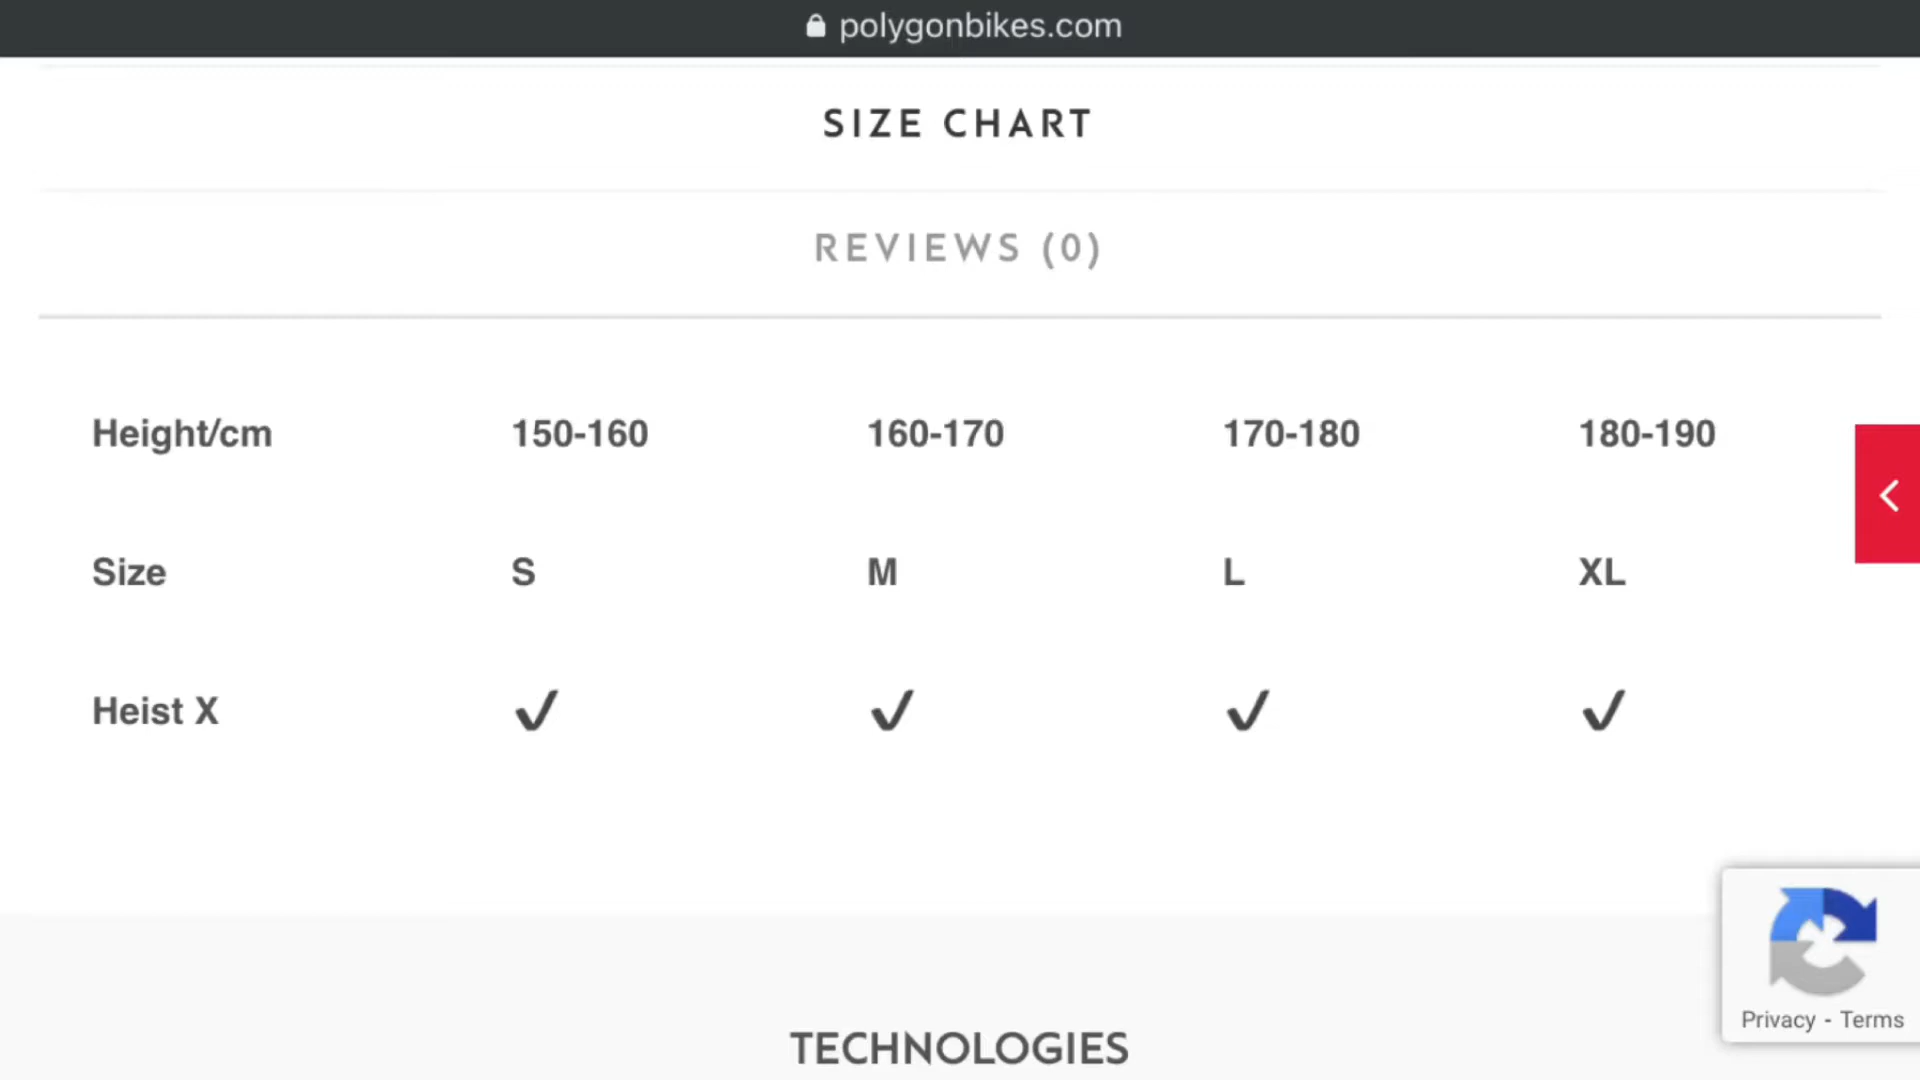 polygonbikes.com
SIZE CHART
REVIEWS (0)
Height/cm 150-160 160-170 170-180 180-190
Size S M L XL
Heist X ✓ ✓ ✓ ✓
TECHNOLOGIES
Privacy - Terms